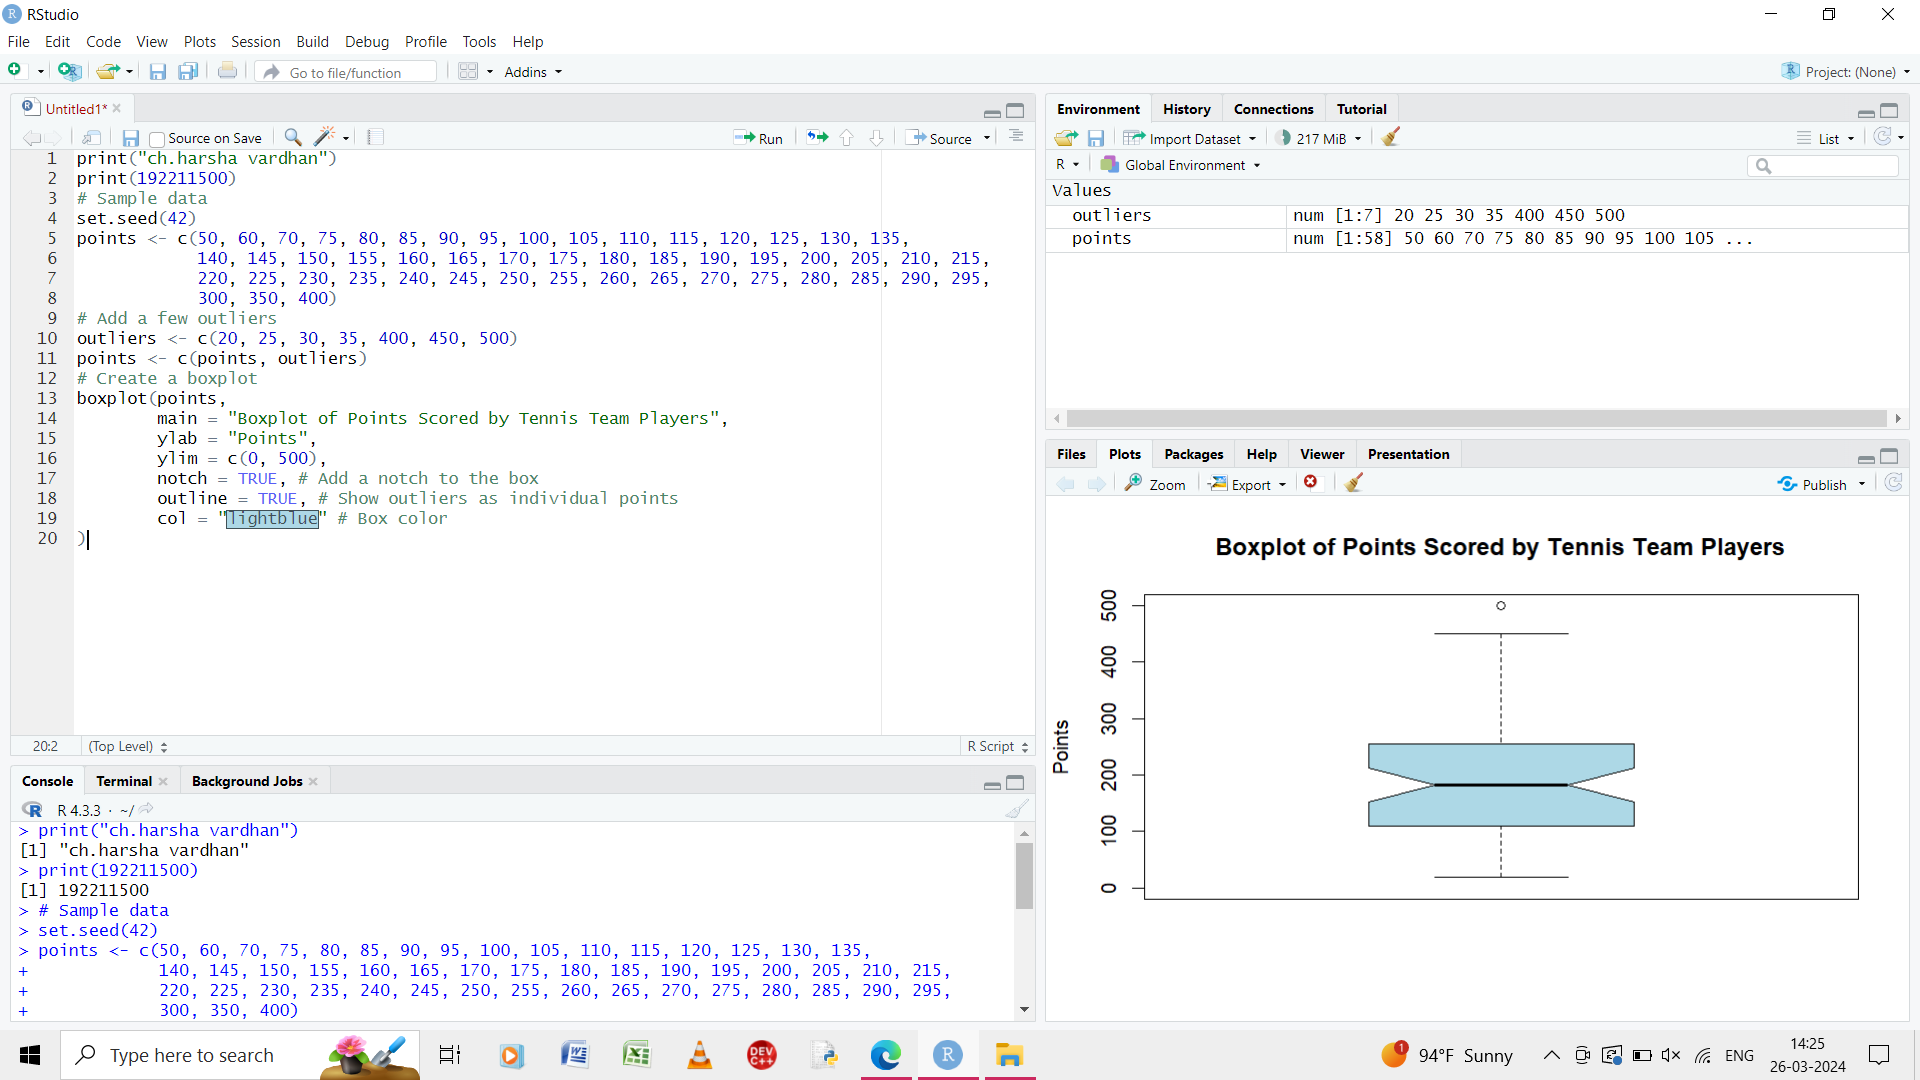 RStudio
File Edit Code View Plots Session Build Debug Profile Tools Help
Go to file/function Addins Project: (None)
Untitled1*
Source on Save Run Source
1 print("ch.harsha vardhan")
2 print(192211500)
3 # Sample data
4 set.seed(42)
5 points <- c(50, 60, 70, 75, 80, 85, 90, 95, 100, 105, 110, 115, 120, 125, 130, 135,
6 140, 145, 150, 155, 160, 165, 170, 175, 180, 185, 190, 195, 200, 205, 210, 215,
7 220, 225, 230, 235, 240, 245, 250, 255, 260, 265, 270, 275, 280, 285, 290, 295,
8 300, 350, 400)
9 # Add a few outliers
10 outliers <- c(20, 25, 30, 35, 400, 450, 500)
11 points <- c(points, outliers)
12 # Create a boxplot
13 boxplot(points,
14 main = "Boxplot of Points Scored by Tennis Team Players",
15 ylab = "Points",
16 ylim = c(0, 500),
17 notch = TRUE, # Add a notch to the box
18 outline = TRUE, # Show outliers as individual points
19 col = "lightblue" # Box color
20 )
20:2 (Top Level) R Script
Console Terminal Background Jobs
R 4.3.3 · ~/
> print("ch.harsha vardhan")
[1] "ch.harsha vardhan"
> print(192211500)
[1] 192211500
> # Sample data
> set.seed(42)
> points <- c(50, 60, 70, 75, 80, 85, 90, 95, 100, 105, 110, 115, 120, 125, 130, 135,
+ 140, 145, 150, 155, 160, 165, 170, 175, 180, 185, 190, 195, 200, 205, 210, 215,
+ 220, 225, 230, 235, 240, 245, 250, 255, 260, 265, 270, 275, 280, 285, 290, 295,
+ 300, 350, 400)
Environment History Connections Tutorial
Import Dataset 217 MiB List
R Global Environment
Values
outliers num [1:7] 20 25 30 35 400 450 500
points num [1:58] 50 60 70 75 80 85 90 95 100 105 ...
Files Plots Packages Help Viewer Presentation
Zoom Export Publish
Boxplot of Points Scored by Tennis Team Players
Points
500
400
300
200
100
0
Type here to search
DEV C++
R
1
94°F Sunny
ENG
14:25
26-03-2024